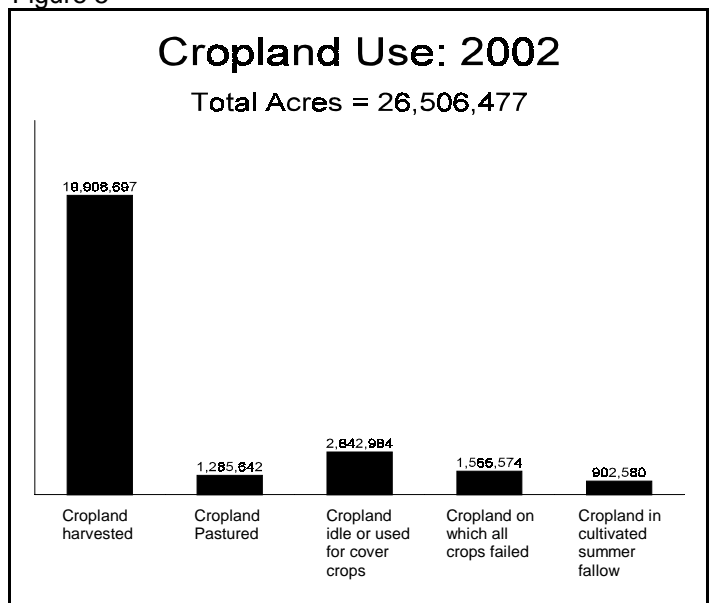 Figure
Cropland Use: 2002
Total Acres = 26,506,477
19,908,697
1,285,642
2,842,984
1,566,574
902,580
Cropland
harvested
Cropland
Pastured
Cropland
idle or used
for cover
crops
Cropland on
which all
crops failed
Cropland in
cultivated
summer
fallow